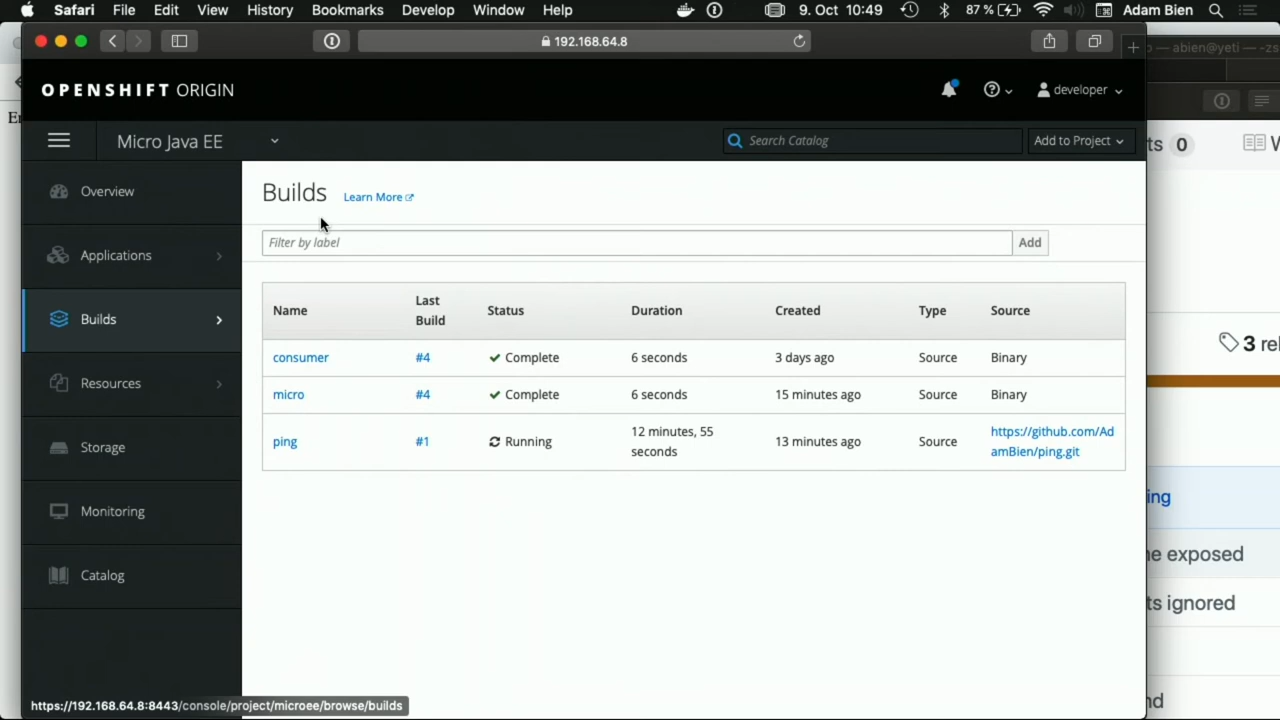 Safari File Edit View History Bookmarks Develop Window Help 9. Oct 10:49 87% Adam Bien
192.168.64.8
— abien@yeti —
OPENSHIFT ORIGIN
developer
Micro Java EE
Search Catalog
Add to Project
ts 0
Overview
Applications
Builds
Resources
Storage
Monitoring
Catalog
Builds Learn More
Filter by label Add
Name Last Build Status Duration Created Type Source
consumer #4 Complete 6 seconds 3 days ago Source Binary
micro #4 Complete 6 seconds 15 minutes ago Source Binary
ping #1 Running 12 minutes, 55 seconds 13 minutes ago Source https://github.com/AdamBien/ping.git
3 rel
ing
ne exposed
ts ignored
nd
https://192.168.64.8:8443/console/project/microee/browse/builds